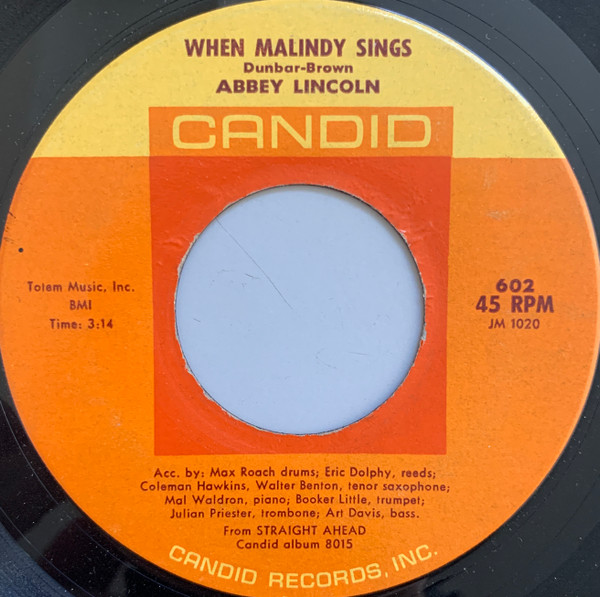 WHEN MALINDY SINGS
Dunbar-Brown
ABBEY LINCOLN
CANDID
Totem Music, Inc.
BMI
Time: 3:14
602
45 RPM
JM 1020
Acc. by: Max Roach drums; Eric Dolphy, reeds;
Coleman Hawkins, Walter Benton, tenor saxophone;
Mal Waldron, piano; Booker Little, trumpet;
Julian Priester, trombone; Art Davis, bass.
From STRAIGHT AHEAD
Candid album 8015
CANDID RECORDS, INC.